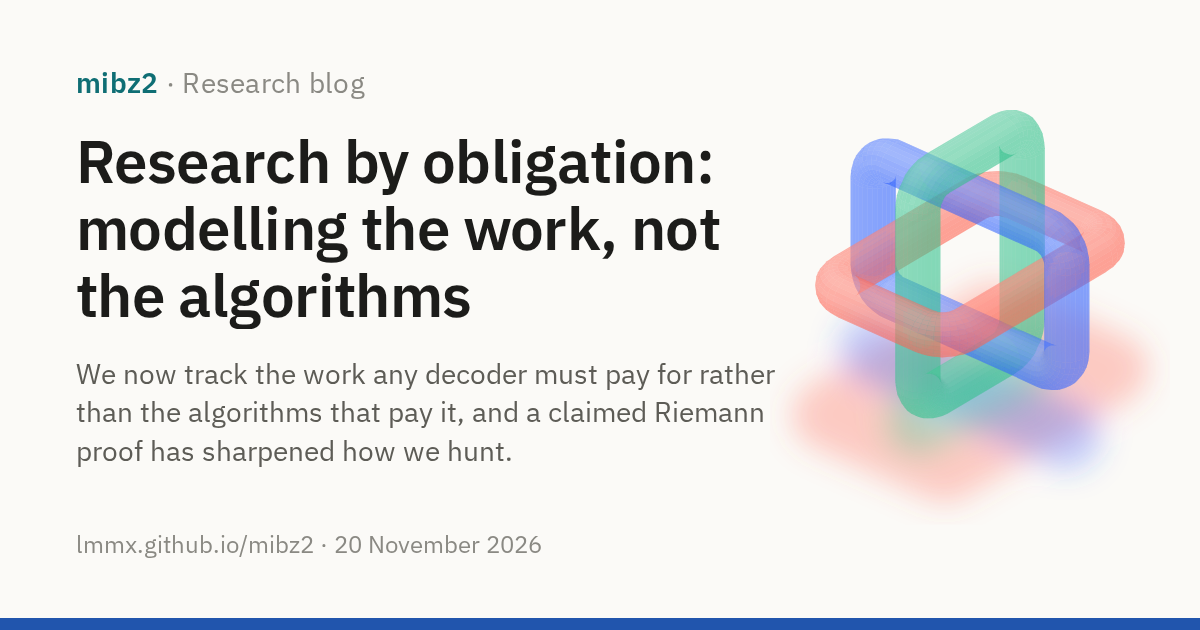 mibz2 · Research blog
Research by obligation:
modelling the work, not
the algorithms
We now track the work any decoder must pay for rather
than the algorithms that pay it, and a claimed Riemann
proof has sharpened how we hunt.
lmmx.github.io/mibz2 · 20 November 2026